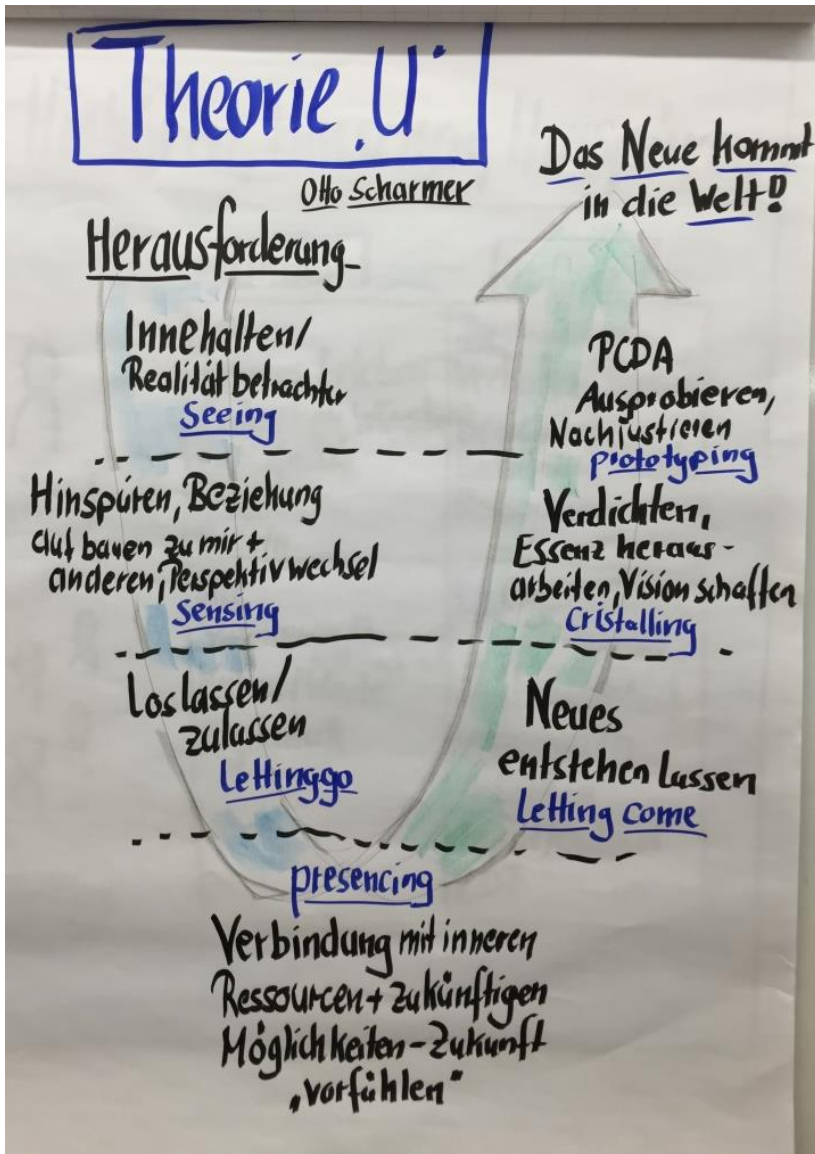 Theorie U
Otto Scharmer
Das Neue kommt
in die Welt!
Herausforderung
Innehalten/
Realität betrachten
Seeing
PCDA
Ausprobieren,
Nachjustieren
prototyping
Hinspüren, Beziehung
aufbauen zu mir +
anderen, Perspektivwechsel
Sensing
Verdichten,
Essenz heraus-
arbeiten, Vision schaffen
Cristalling
Loslassen/
zulassen
Letting go
Neues
entstehen lassen
Letting come
presencing
Verbindung mit inneren
Ressourcen + zukünftigen
Möglichkeiten - Zukunft
„vorfühlen“